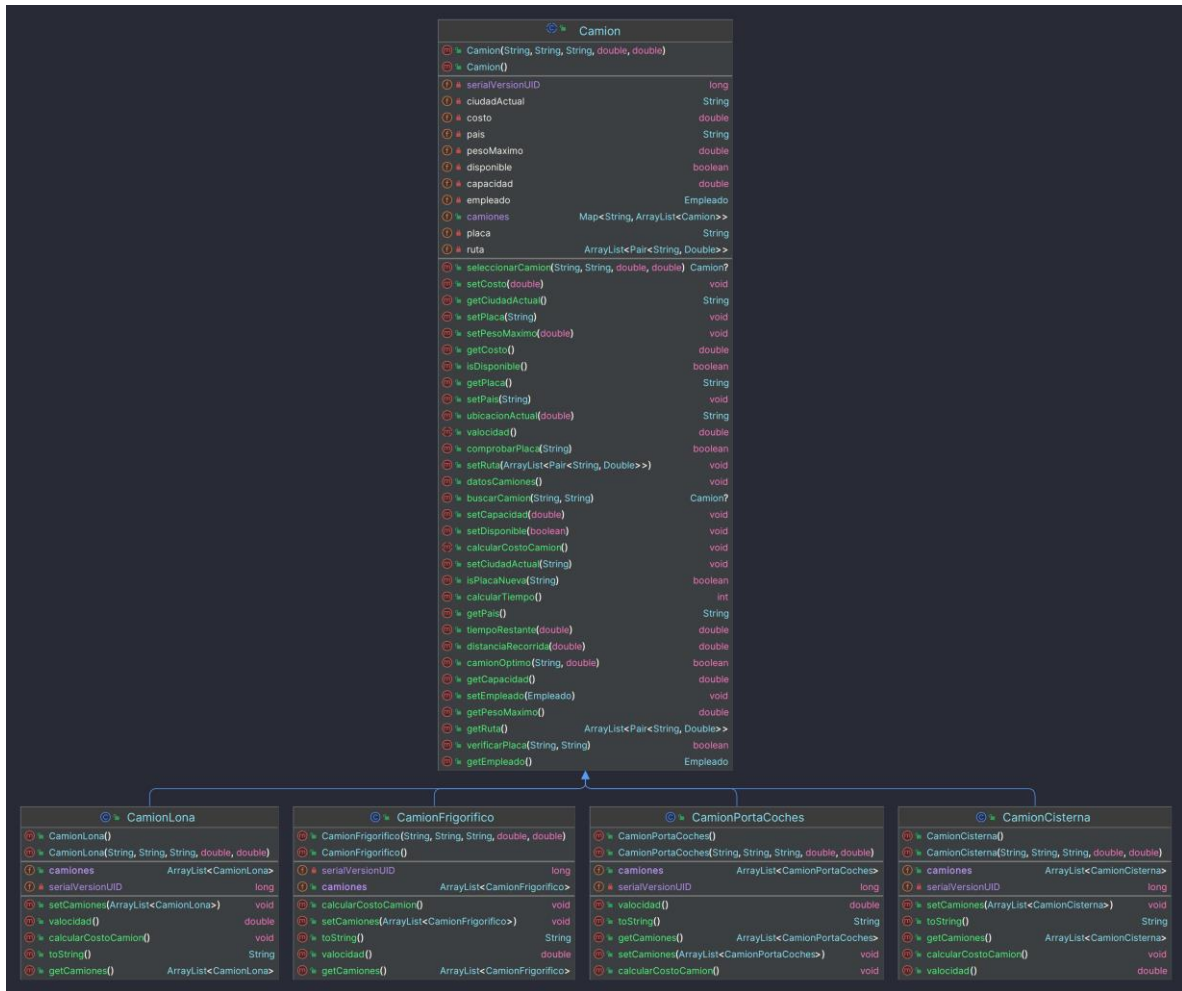 Camion
Camion(String, String, String, double, double)
Camion()
serialVersionUID long
ciudadActual String
costo double
pais String
pesoMaximo double
disponible boolean
capacidad double
empleado Empleado
camiones Map<String, ArrayList<Camion>>
placa String
ruta ArrayList<Pair<String, Double>>
seleccionarCamion(String, String, double, double) Camion?
setCosto(double) void
getCiudadActual() String
setPlaca(String) void
setPesoMaximo(double) void
getCosto() double
isDisponible() boolean
getPlaca() String
setPais(String) void
ubicacionActual(double) String
valocidad() double
comprobarPlaca(String) boolean
setRuta(ArrayList<Pair<String, Double>>) void
datosCamiones() void
buscarCamion(String, String) Camion?
setCapacidad(double) void
setDisponible(boolean) void
calcularCostoCamion() void
setCiudadActual(String) void
isPlacaNueva(String) boolean
calcularTiempo() int
getPais() String
tiempoRestante(double) double
distanciaRecorrida(double) double
camionOptimo(String, double) boolean
getCapacidad() double
setEmpleado(Empleado) void
getPesoMaximo() double
getRuta() ArrayList<Pair<String, Double>>
verificarPlaca(String, String) boolean
getEmpleado() Empleado
CamionLona
CamionLona()
CamionLona(String, String, String, double, double)
camiones ArrayList<CamionLona>
serialVersionUID long
setCamiones(ArrayList<CamionLona>) void
valocidad() double
calcularCostoCamion() void
toString() String
getCamiones() ArrayList<CamionLona>
CamionFrigorifico
CamionFrigorifico(String, String, String, double, double)
CamionFrigorifico()
serialVersionUID long
camiones ArrayList<CamionFrigorifico>
calcularCostoCamion() void
setCamiones(ArrayList<CamionFrigorifico>) void
toString() String
valocidad() double
getCamiones() ArrayList<CamionFrigorifico>
CamionPortaCoches
CamionPortaCoches()
CamionPortaCoches(String, String, String, double, double)
camiones ArrayList<CamionPortaCoches>
serialVersionUID long
valocidad() double
toString() String
getCamiones() ArrayList<CamionPortaCoches>
setCamiones(ArrayList<CamionPortaCoches>) void
calcularCostoCamion() void
CamionCisterna
CamionCisterna()
CamionCisterna(String, String, String, double, double)
camiones ArrayList<CamionCisterna>
serialVersionUID long
setCamiones(ArrayList<CamionCisterna>) void
toString() String
getCamiones() ArrayList<CamionCisterna>
calcularCostoCamion() void
valocidad() double